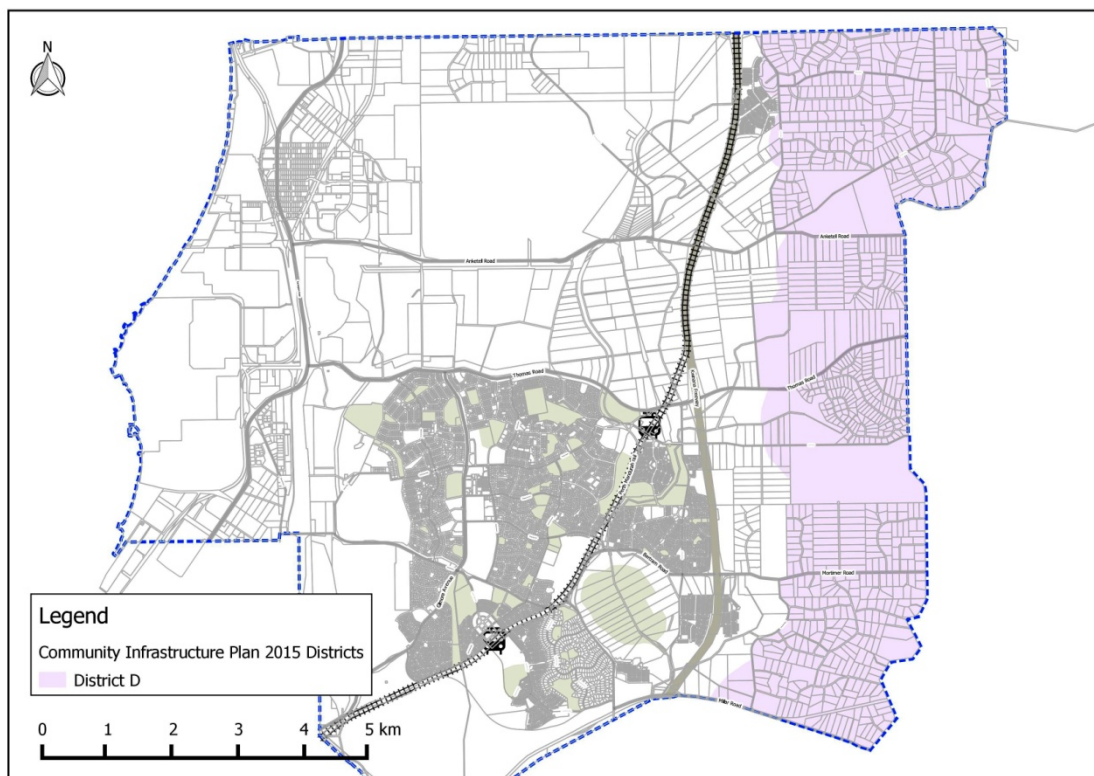 N
Anketell Road
Anketell Road
Thomas Road
Thomas Road
Mortimer Road
Legend
Community Infrastructure Plan 2015 Districts
District D
0 1 2 3 4 5 km